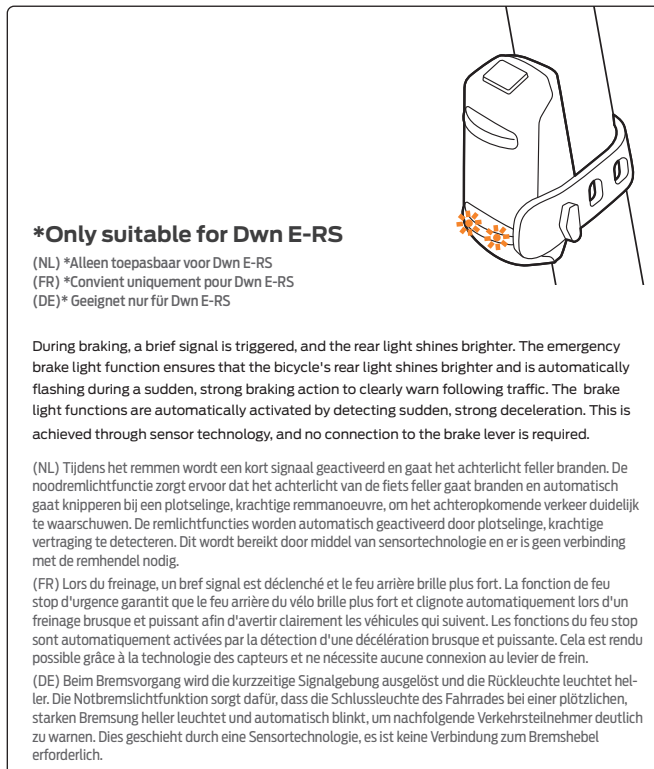 *Only suitable for Dwn E-RS
(NL) *Alleen toepasbaar voor Dwn E-RS
(FR) *Convient uniquement pour Dwn E-RS
(DE)* Geeignet nur für Dwn E-RS
During braking, a brief signal is triggered, and the rear light shines brighter. The emergency
brake light function ensures that the bicycle's rear light shines brighter and is automatically
flashing during a sudden, strong braking action to clearly warn following traffic. The brake
light functions are automatically activated by detecting sudden, strong deceleration. This is
achieved through sensor technology, and no connection to the brake lever is required.
(NL) Tijdens het remmen wordt een kort signaal geactiveerd en gaat het achterlicht feller branden. De
noodremlichtfunctie zorgt ervoor dat het achterlicht van de fiets feller gaat branden en automatisch
gaat knipperen bij een plotselinge, krachtige remmanoeuvre, om het achteropkomende verkeer duidelijk
te waarschuwen. De remlichtfuncties worden automatisch geactiveerd door plotselinge, krachtige
vertraging te detecteren. Dit wordt bereikt door middel van sensortechnologie en er is geen verbinding
met de remhendel nodig.
(FR) Lors du freinage, un bref signal est déclenché et le feu arrière brille plus fort. La fonction de feu
stop d'urgence garantit que le feu arrière du vélo brille plus fort et clignote automatiquement lors d'un
freinage brusque et puissant afin d'avertir clairement les véhicules qui suivent. Les fonctions du feu stop
sont automatiquement activées par la détection d'une décélération brusque et puissante. Cela est rendu
possible grâce à la technologie des capteurs et ne nécessite aucune connexion au levier de frein.
(DE) Beim Bremsvorgang wird die kurzzeitige Signalgebung ausgelöst und die Rückleuchte leuchtet hel-
ler. Die Notbremslichtfunktion sorgt dafür, dass die Schlussleuchte des Fahrrades bei einer plötzlichen,
starken Bremsung heller leuchtet und automatisch blinkt, um nachfolgende Verkehrsteilnehmer deutlich
zu warnen. Dies geschieht durch eine Sensortechnologie, es ist keine Verbindung zum Bremshebel
erforderlich.